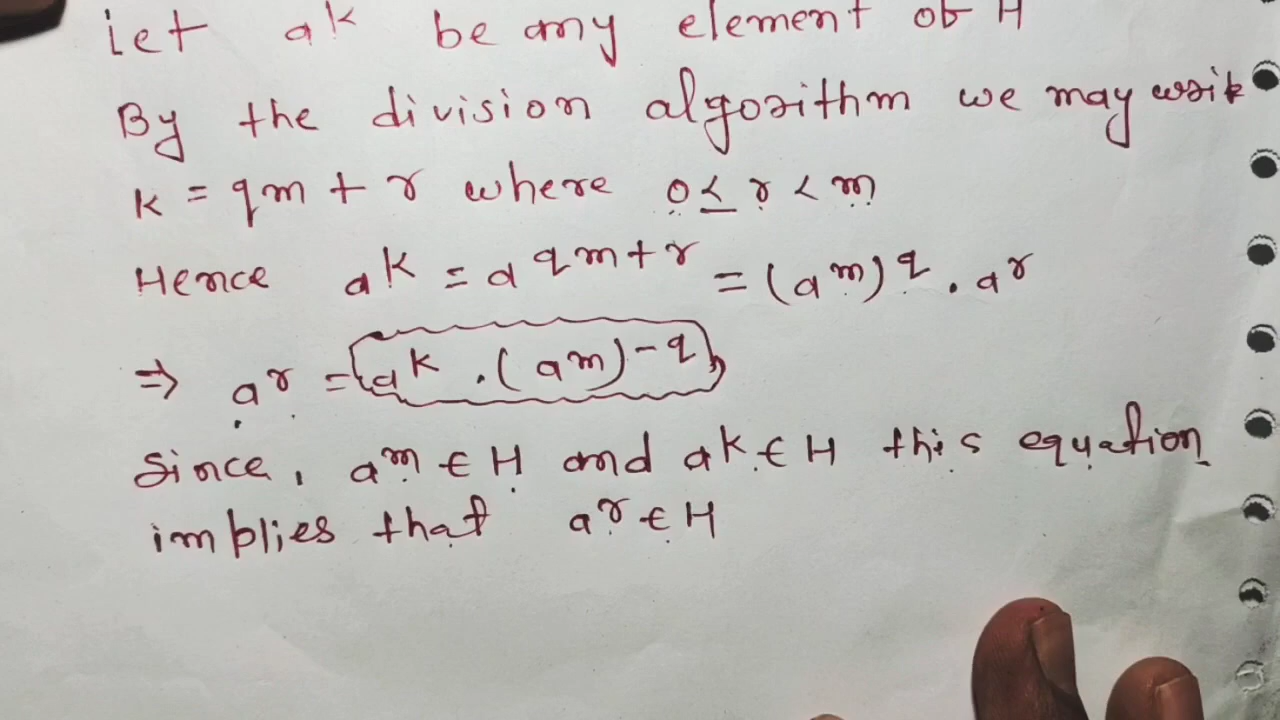 Let a^k be any element of H
By the division algorithm we may write
k = qm + r where 0 ≤ r < m
Hence a^k = a^{qm+r} = (a^m)^q . a^r
⇒ a^r = a^k . (a^m)^{-q}
Since, a^m ∈ H and a^k ∈ H this equation
implies that a^r ∈ H